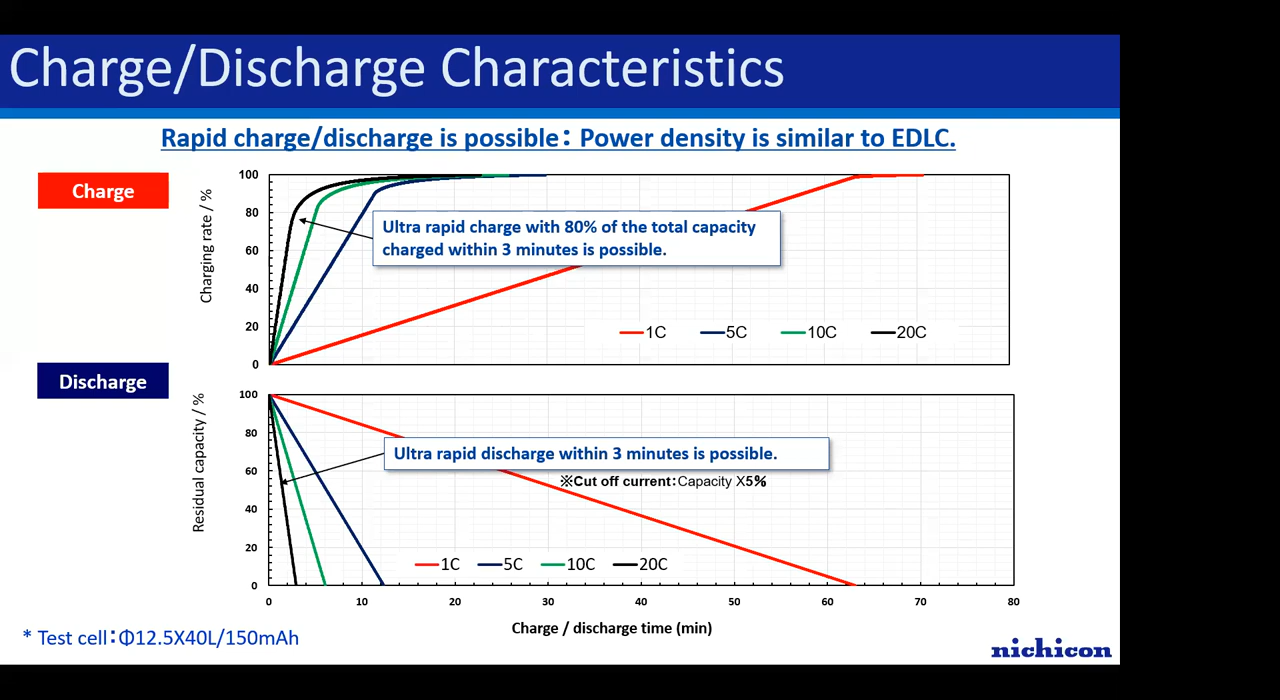 Charge/Discharge Characteristics
Rapid charge/discharge is possible: Power density is similar to EDLC.
Charge
Charging rate / %
100
80
60
40
20
0
Ultra rapid charge with 80% of the total capacity
charged within 3 minutes is possible.
1C 5C 10C 20C
Discharge
Residual capacity / %
100
80
60
40
20
0
Ultra rapid discharge within 3 minutes is possible.
※Cut off current:Capacity X5%
1C 5C 10C 20C
0 10 20 30 40 50 60 70 80
Charge / discharge time (min)
* Test cell:Φ12.5X40L/150mAh
nichicon